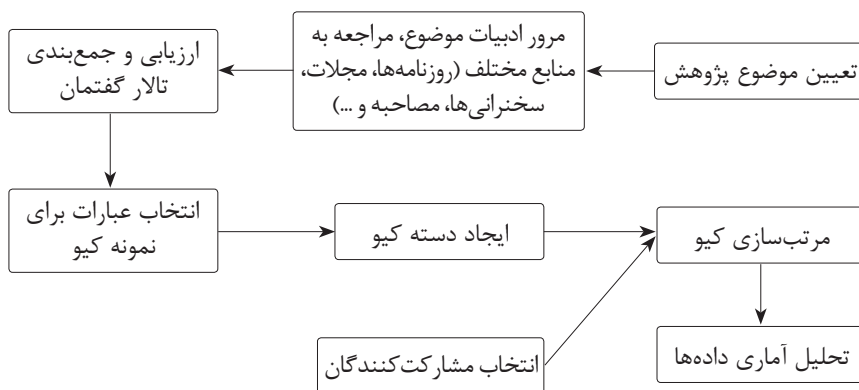 تعیین موضوع پژوهش
مرور ادبیات موضوع، مراجعه به
منابع مختلف (روزنامه‌ها، مجلات،
سخنرانی‌ها، مصاحبه و ...)
ارزیابی و جمع‌بندی
تالار گفتمان
انتخاب عبارات برای
نمونه کیو
ایجاد دسته کیو
مرتب‌سازی کیو
انتخاب مشارکت‌کنندگان
تحلیل آماری داده‌ها